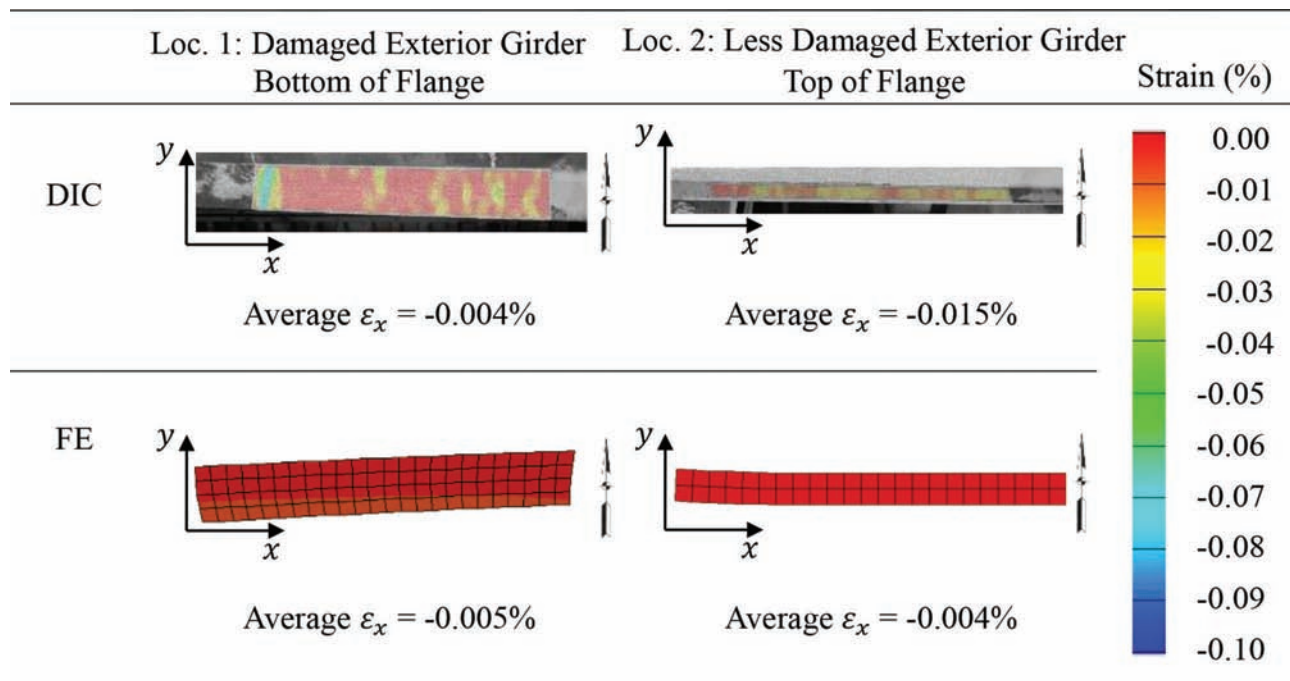 Loc. 1: Damaged Exterior Girder
Bottom of Flange
Loc. 2: Less Damaged Exterior Girder
Top of Flange
Strain (%)
DIC
y
x
Average εx = -0.004%
y
x
Average εx = -0.015%
FE
y
x
Average εx = -0.005%
y
x
Average εx = -0.004%
0.00
-0.01
-0.02
-0.03
-0.04
-0.05
-0.06
-0.07
-0.08
-0.09
-0.10